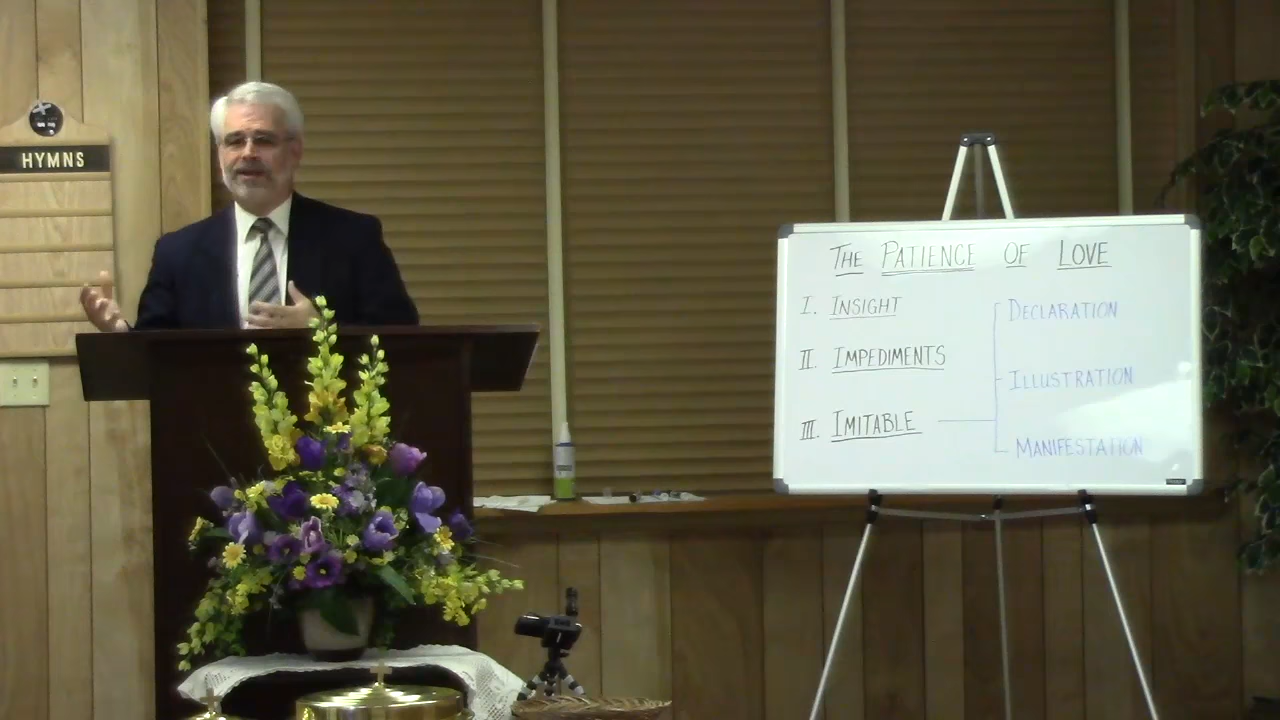 HYMNS
THE PATIENCE OF LOVE
I. INSIGHT
II. IMPEDIMENTS
III. IMITABLE
DECLARATION
ILLUSTRATION
MANIFESTATION